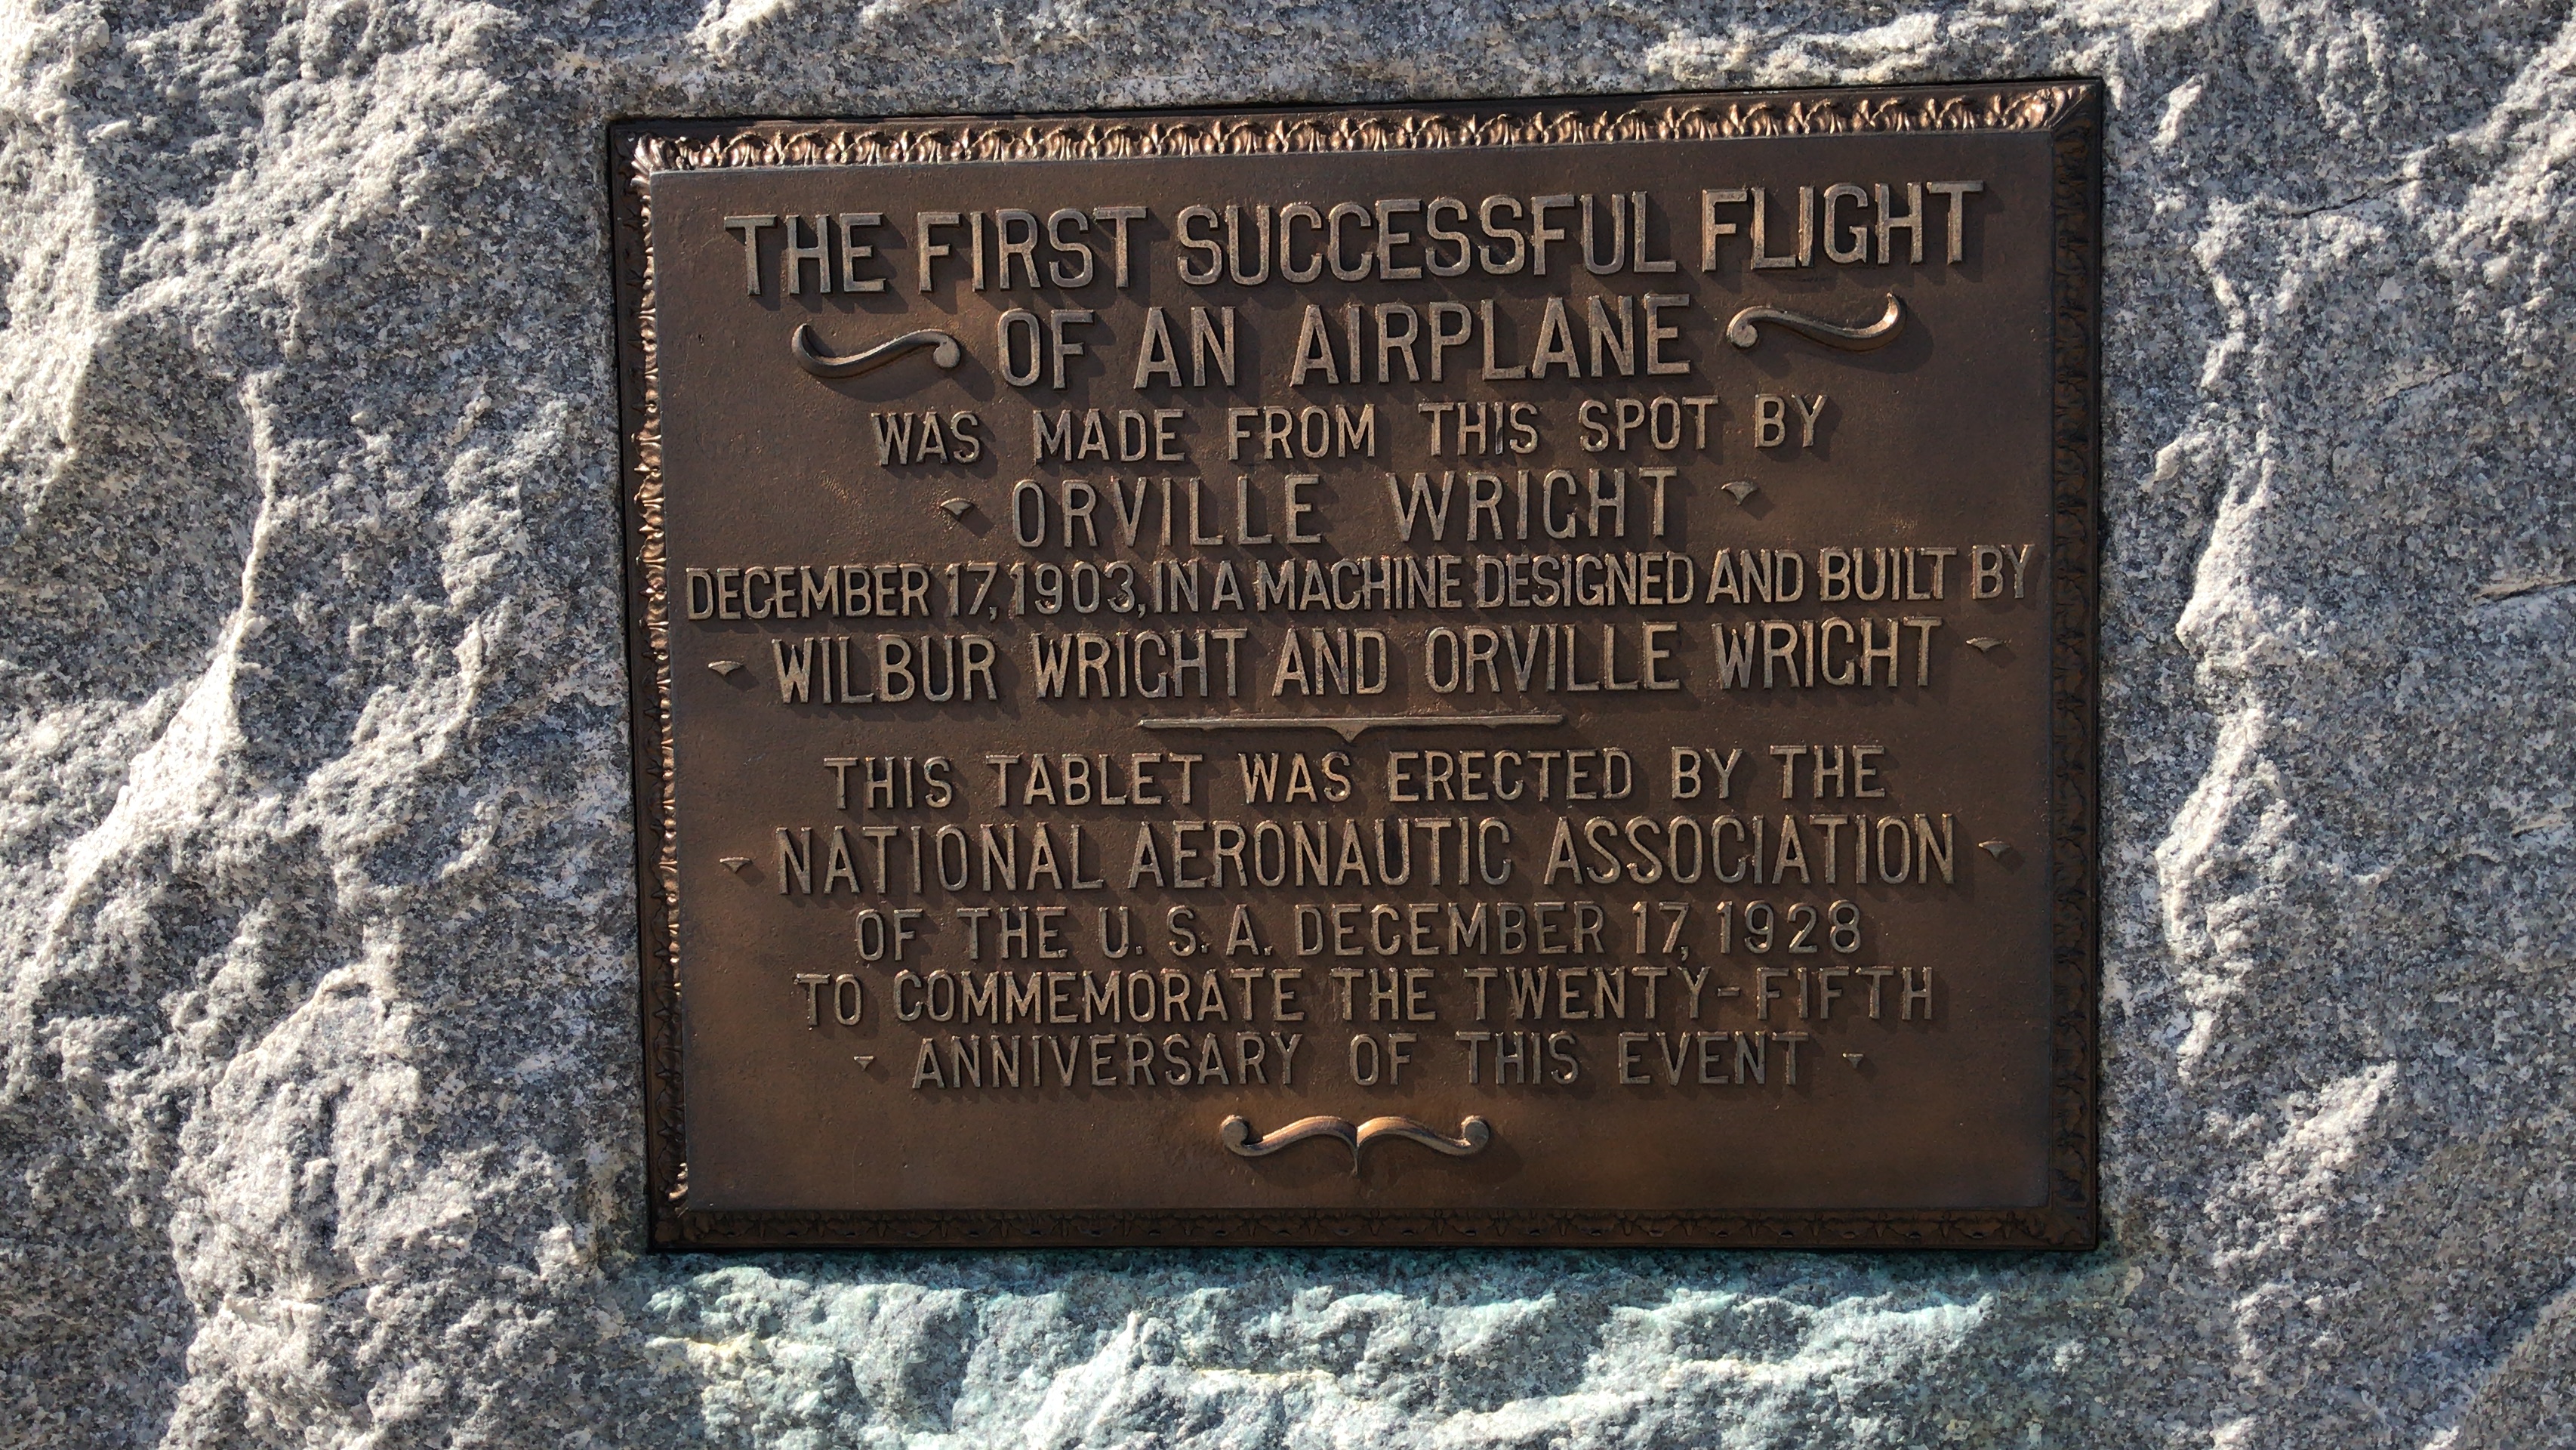 THE FIRST SUCCESSFUL FLIGHT
OF AN AIRPLANE
WAS MADE FROM THIS SPOT BY
ORVILLE WRIGHT
DECEMBER 17, 1903, IN A MACHINE DESIGNED AND BUILT BY
WILBUR WRIGHT AND ORVILLE WRIGHT
THIS TABLET WAS ERECTED BY THE
NATIONAL AERONAUTIC ASSOCIATION
OF THE U. S. A. DECEMBER 17, 1928
TO COMMEMORATE THE TWENTY-FIFTH
ANNIVERSARY OF THIS EVENT